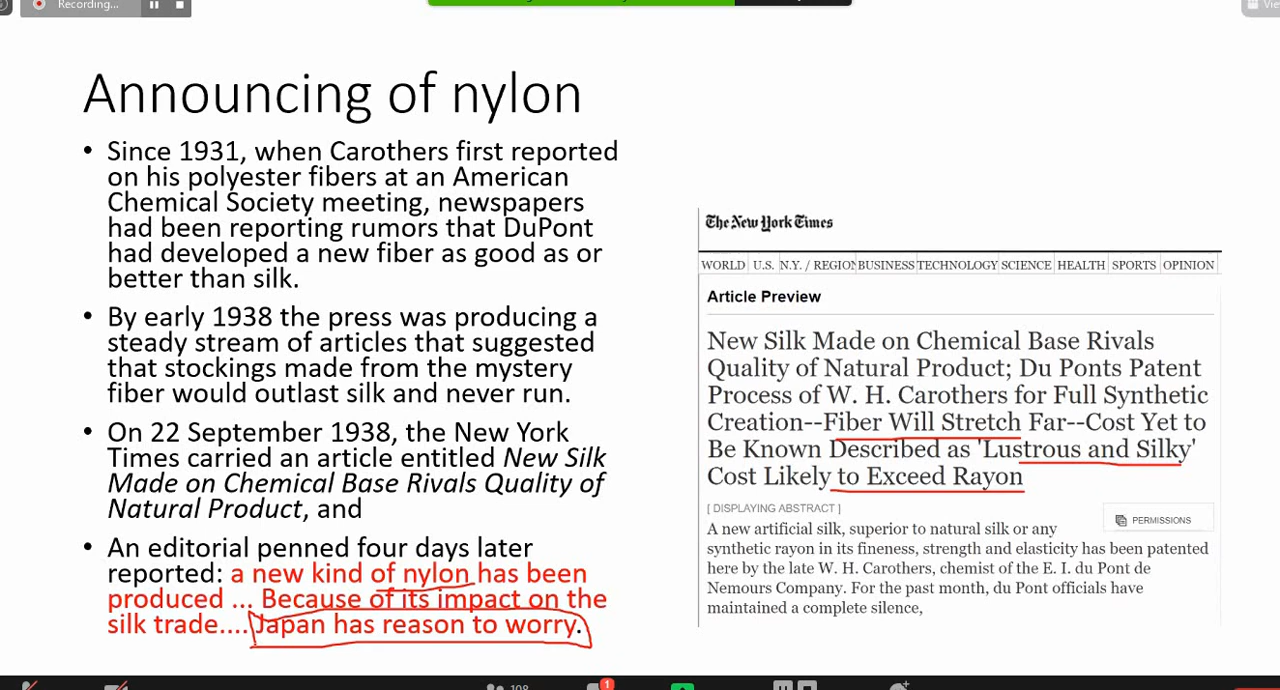 Recording...
Announcing of nylon
• Since 1931, when Carothers first reported
on his polyester fibers at an American
Chemical Society meeting, newspapers
had been reporting rumors that DuPont
had developed a new fiber as good as or
better than silk.
• By early 1938 the press was producing a
steady stream of articles that suggested
that stockings made from the mystery
fiber would outlast silk and never run.
• On 22 September 1938, the New York
Times carried an article entitled New Silk
Made on Chemical Base Rivals Quality of
Natural Product, and
• An editorial penned four days later
reported: a new kind of nylon has been
produced ... Because of its impact on the
silk trade.... Japan has reason to worry.
The New York Times
WORLD U.S. N.Y. / REGION BUSINESS TECHNOLOGY SCIENCE HEALTH SPORTS OPINION
Article Preview
New Silk Made on Chemical Base Rivals
Quality of Natural Product; Du Ponts Patent
Process of W. H. Carothers for Full Synthetic
Creation--Fiber Will Stretch Far--Cost Yet to
Be Known Described as 'Lustrous and Silky'
Cost Likely to Exceed Rayon
[ DISPLAYING ABSTRACT ]
PERMISSIONS
A new artificial silk, superior to natural silk or any
synthetic rayon in its fineness, strength and elasticity has been patented
here by the late W. H. Carothers, chemist of the E. I. du Pont de
Nemours Company. For the past month, du Pont officials have
maintained a complete silence,
1